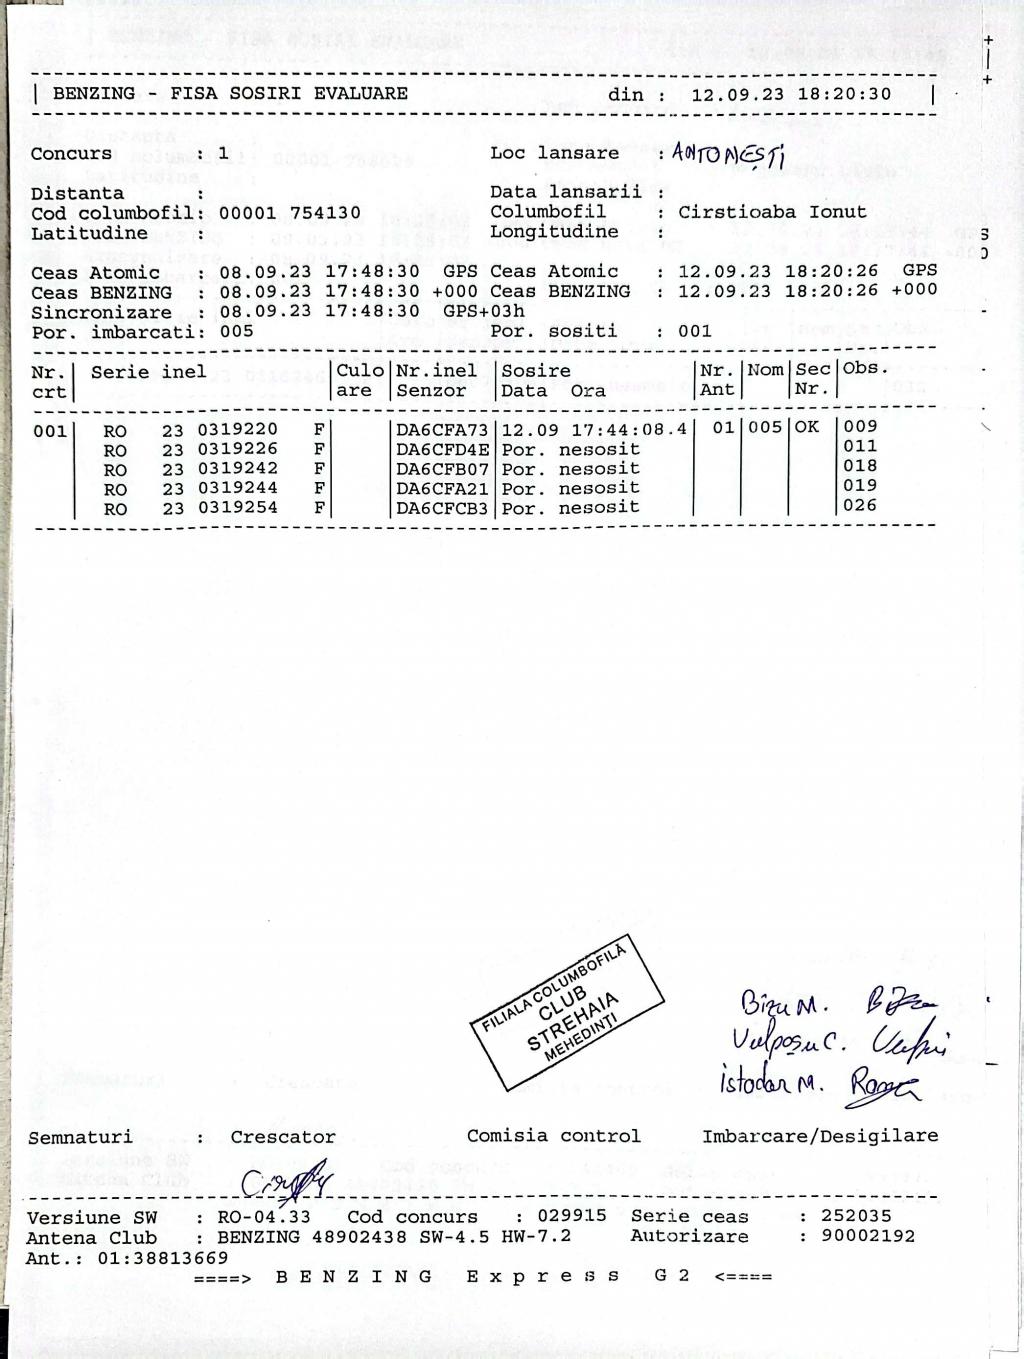 | BENZING - FISA SOSIRI EVALUARE din : 12.09.23 18:20:30 |
Concurs : 1 Loc lansare : ANTONEȘTI
Distanta : Data lansarii :
Cod columbofil: 00001 754130 Columbofil : Cirstioaba Ionut
Latitudine : Longitudine :
Ceas Atomic : 08.09.23 17:48:30 GPS Ceas Atomic : 12.09.23 18:20:26 GPS
Ceas BENZING : 08.09.23 17:48:30 +000 Ceas BENZING : 12.09.23 18:20:26 +000
Sincronizare : 08.09.23 17:48:30 GPS+03h
Por. imbarcati: 005 Por. sositi : 001
Nr. | Serie inel |Culo|Nr.inel |Sosire |Nr.|Nom|Sec|Obs.
crt| |are |Senzor |Data Ora |Ant| |Nr.|
001| RO 23 0319220 F| |DA6CFA73|12.09 17:44:08.4| 01|005|OK |009
RO 23 0319226 F| |DA6CFD4E|Por. nesosit | | | |011
RO 23 0319242 F| |DA6CFB07|Por. nesosit | | | |018
RO 23 0319244 F| |DA6CFA21|Por. nesosit | | | |019
RO 23 0319254 F| |DA6CFCB3|Por. nesosit | | | |026
FILIALA COLUMBOFILĂ
CLUB
STREHAIA
MEHEDINȚI
Bîzu M.
Vulpoșu C.
istodor M.
Semnaturi : Crescator Comisia control Imbarcare/Desigilare
Versiune SW : RO-04.33 Cod concurs : 029915 Serie ceas : 252035
Antena Club : BENZING 48902438 SW-4.5 HW-7.2 Autorizare : 90002192
Ant.: 01:38813669
====> B E N Z I N G E x p r e s s G 2 <====